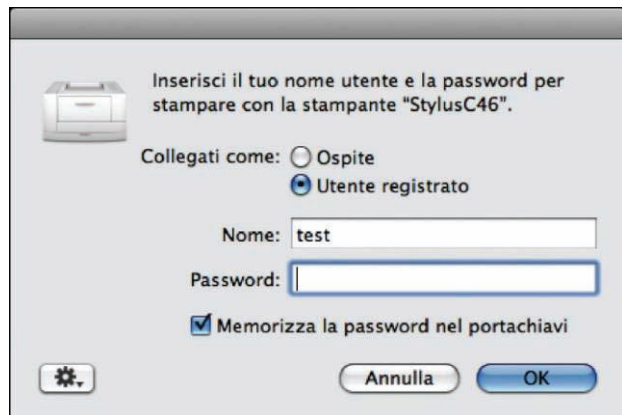 Inserisci il tuo nome utente e la password per
stampare con la stampante “StylusC46”.
Collegati come: Ospite
Utente registrato
Nome: test
Password:
Memorizza la password nel portachiavi
Annulla OK